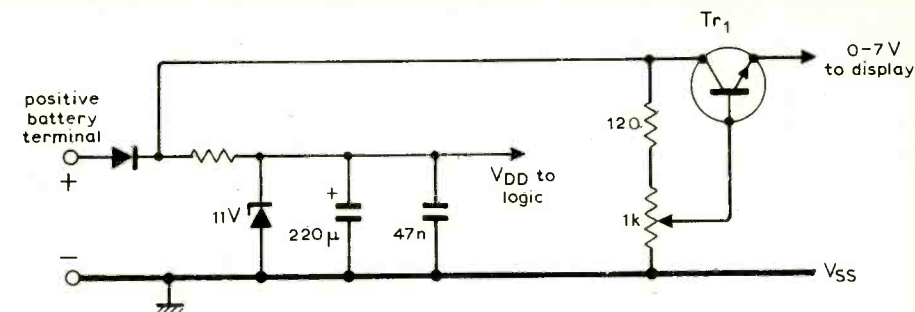 Tr1
0-7V
to display
positive
battery
terminal
+
120
VDD to
logic
+
11V
220μ
47n
1k
−
VSS